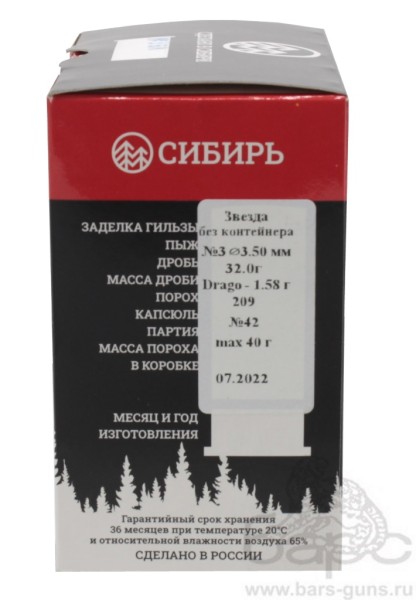 СИБИРЬ
ЗАДЕЛКА ГИЛЬЗЫ
ПЫЖ
ДРОБЬ
МАССА ДРОБИ
ПОРОХ
КАПСЮЛЬ
ПАРТИЯ
МАССА ПОРОХА
В КОРОБКЕ
МЕСЯЦ И ГОД
ИЗГОТОВЛЕНИЯ
Звезда
без контейнера
№3 ⌀3.50 мм
32.0г
Drago - 1.58 г
209
№42
max 40 г
07.2022
Гарантийный срок хранения
36 месяцев при температуре 20°С
и относительной влажности воздуха 65%
СДЕЛАНО В РОССИИ
барс
www.bars-guns.ru